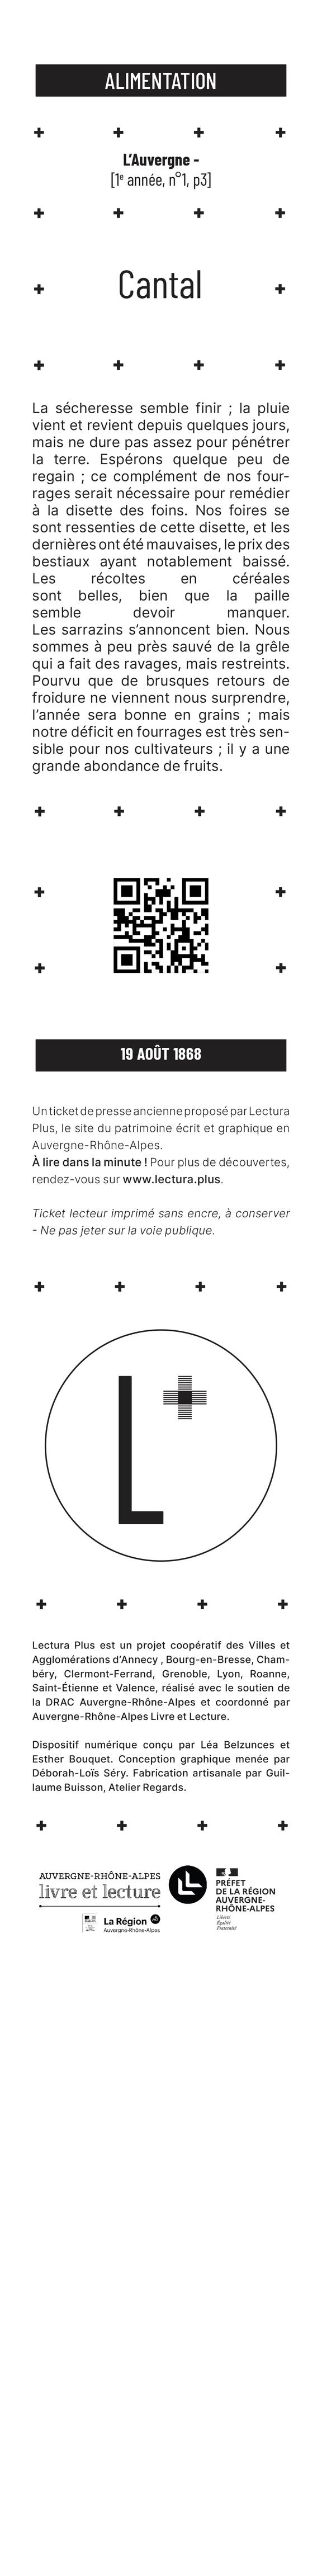 ALIMENTATION
L’Auvergne -
[1e année, n°1, p3]
Cantal
La sécheresse semble finir ; la pluie
vient et revient depuis quelques jours,
mais ne dure pas assez pour pénétrer
la terre. Espérons quelque peu de
regain ; ce complément de nos four-
rages serait nécessaire pour remédier
à la disette des foins. Nos foires se
sont ressenties de cette disette, et les
dernières ont été mauvaises, le prix des
bestiaux ayant notablement baissé.
Les récoltes en céréales
sont belles, bien que la paille
semble devoir manquer.
Les sarrazins s’annoncent bien. Nous
sommes à peu près sauvé de la grêle
qui a fait des ravages, mais restreints.
Pourvu que de brusques retours de
froidure ne viennent nous surprendre,
l’année sera bonne en grains ; mais
notre déficit en fourrages est très sen-
sible pour nos cultivateurs ; il y a une
grande abondance de fruits.
19 AOÛT 1868
Un ticket de presse ancienne proposé par Lectura
Plus, le site du patrimoine écrit et graphique en
Auvergne-Rhône-Alpes.
À lire dans la minute ! Pour plus de découvertes,
rendez-vous sur www.lectura.plus.
Ticket lecteur imprimé sans encre, à conserver
- Ne pas jeter sur la voie publique.
L+
Lectura Plus est un projet coopératif des Villes et
Agglomérations d’Annecy , Bourg-en-Bresse, Cham-
béry, Clermont-Ferrand, Grenoble, Lyon, Roanne,
Saint-Étienne et Valence, réalisé avec le soutien de
la DRAC Auvergne-Rhône-Alpes et coordonné par
Auvergne-Rhône-Alpes Livre et Lecture.
Dispositif numérique conçu par Léa Belzunces et
Esther Bouquet. Conception graphique menée par
Déborah-Loïs Séry. Fabrication artisanale par Guil-
laume Buisson, Atelier Regards.
AUVERGNE-RHÔNE-ALPES
livre et lecture
La Région
Auvergne-Rhône-Alpes
PRÉFET
DE LA RÉGION
AUVERGNE-
RHÔNE-ALPES
Liberté
Égalité
Fraternité